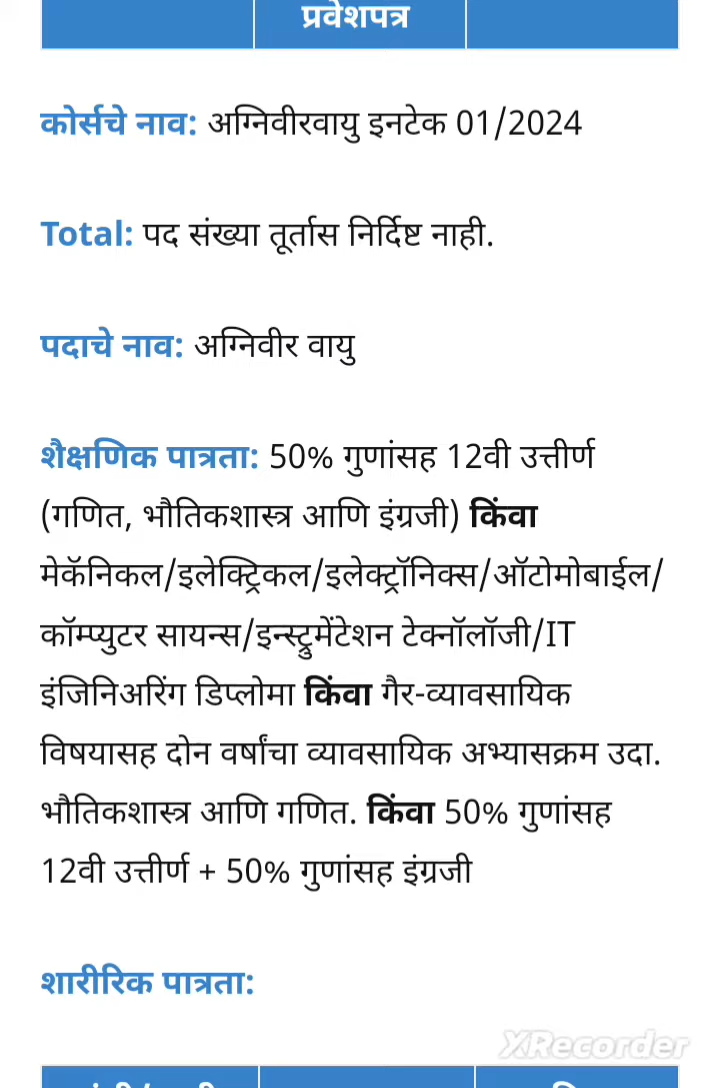 प्रवेशपत्र
कोर्सचे नाव: अग्निवीरवायु इनटेक 01/2024
Total: पद संख्या तूर्तास निर्दिष्ट नाही.
पदाचे नाव: अग्निवीर वायु
शैक्षणिक पात्रता: 50% गुणांसह 12वी उत्तीर्ण
(गणित, भौतिकशास्त्र आणि इंग्रजी) किंवा
मेकॅनिकल/इलेक्ट्रिकल/इलेक्ट्रॉनिक्स/ऑटोमोबाईल/
कॉम्प्युटर सायन्स/इन्स्ट्रुमेंटेशन टेक्नॉलॉजी/IT
इंजिनिअरिंग डिप्लोमा किंवा गैर-व्यावसायिक
विषयासह दोन वर्षांचा व्यावसायिक अभ्यासक्रम उदा.
भौतिकशास्त्र आणि गणित. किंवा 50% गुणांसह
12वी उत्तीर्ण + 50% गुणांसह इंग्रजी
शारीरिक पात्रता:
XRecorder